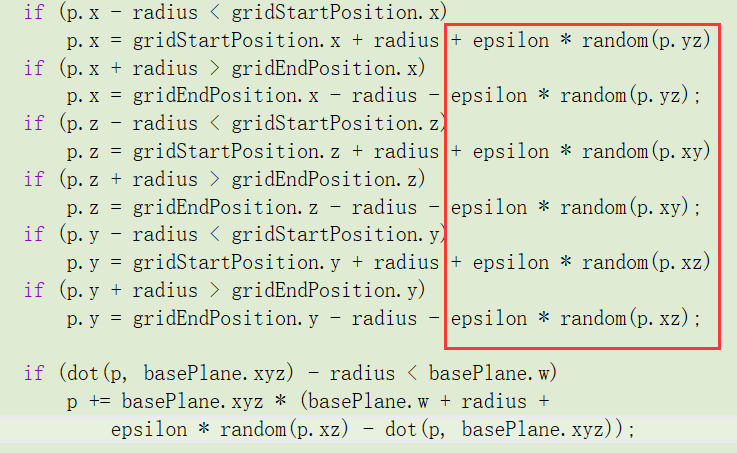 if (p.x - radius < gridStartPosition.x)
p.x = gridStartPosition.x + radius + epsilon * random(p.yz)
if (p.x + radius > gridEndPosition.x)
p.x = gridEndPosition.x - radius - epsilon * random(p.yz);
if (p.z - radius < gridStartPosition.z)
p.z = gridStartPosition.z + radius + epsilon * random(p.xy)
if (p.z + radius > gridEndPosition.z)
p.z = gridEndPosition.z - radius - epsilon * random(p.xy);
if (p.y - radius < gridStartPosition.y)
p.y = gridStartPosition.y + radius + epsilon * random(p.xz)
if (p.y + radius > gridEndPosition.y)
p.y = gridEndPosition.y - radius - epsilon * random(p.xz);
if (dot(p, basePlane.xyz) - radius < basePlane.w)
p += basePlane.xyz * (basePlane.w + radius +
epsilon * random(p.xz) - dot(p, basePlane.xyz));